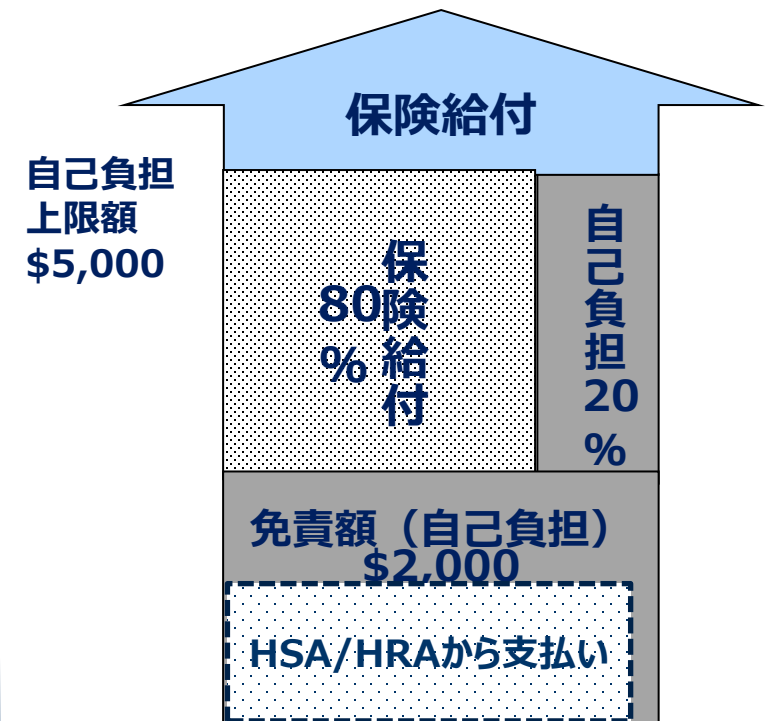 保険給付
自己負担
上限額
$5,000
保険給付
80
%
自己負担
20
%
免責額（自己負担）
$2,000
HSA/HRAから支払い